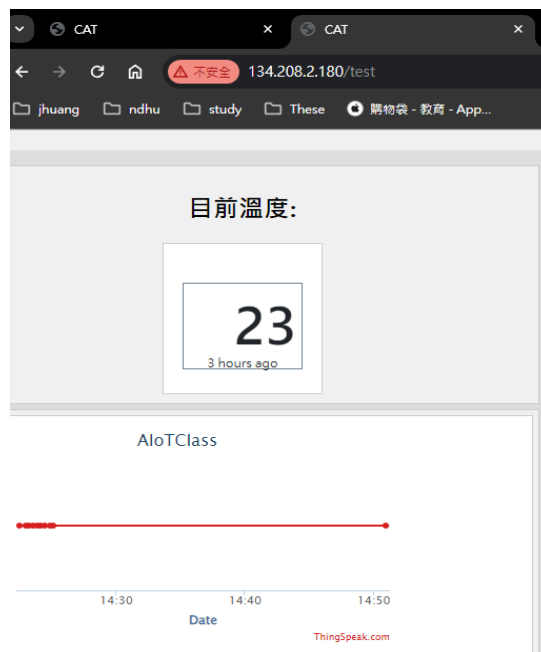 CAT
CAT
不安全 134.208.2.180/test
jhuang ndhu study These 購物袋 - 教育 - App...
目前溫度:
23
3 hours ago
AIoTClass
14:30 14:40 14:50
Date
ThingSpeak.com